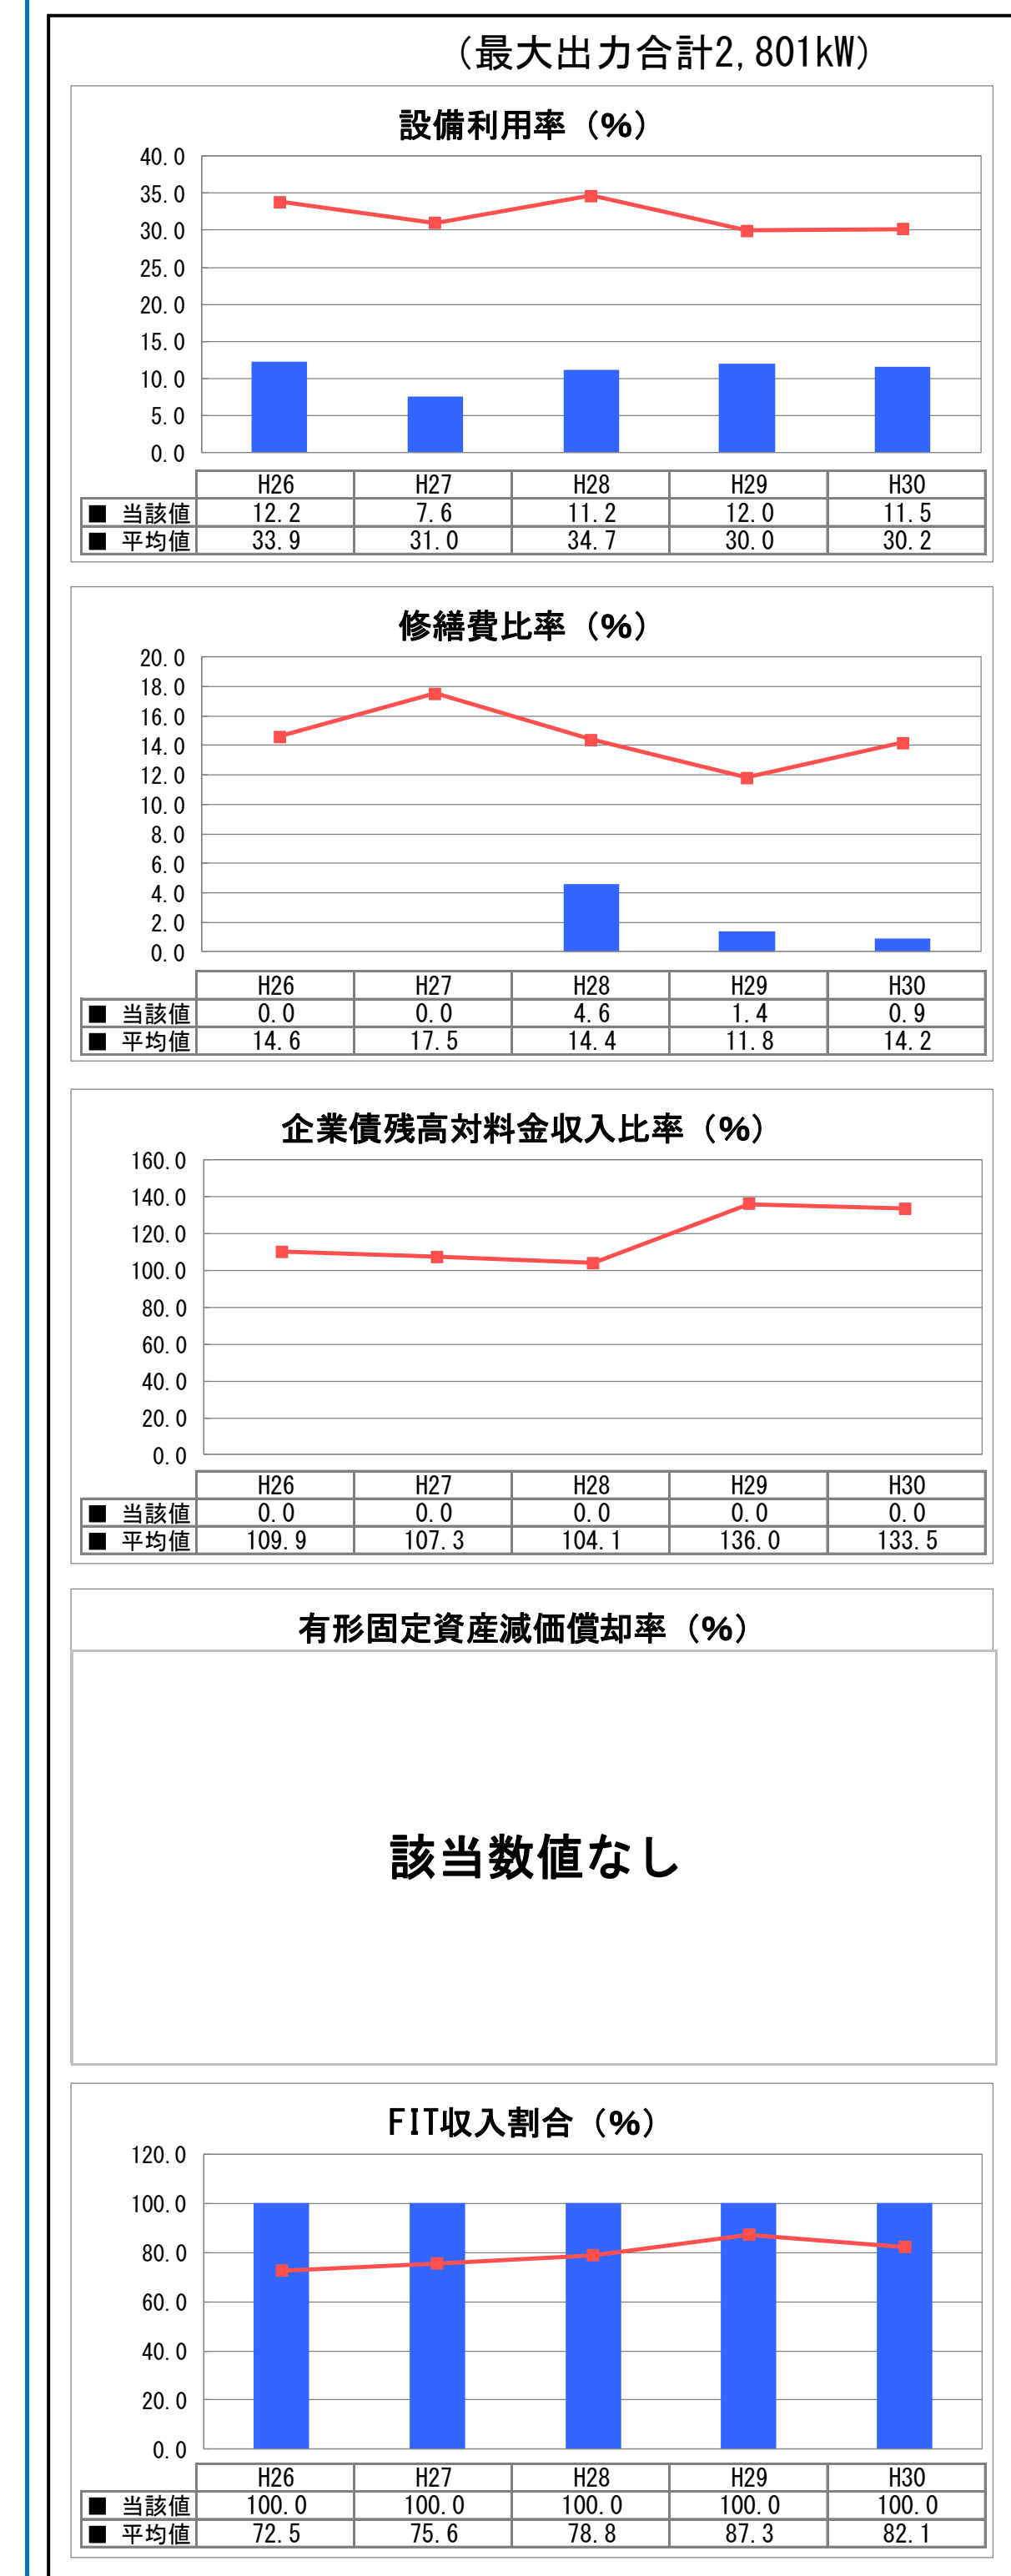 （最大出力合計2,801kW）
設備利用率（%）
40.0
35.0
30.0
25.0
20.0
15.0
10.0
5.0
0.0
H26 H27 H28 H29 H30
■ 当該値 12.2 7.6 11.2 12.0 11.5
■ 平均値 33.9 31.0 34.7 30.0 30.2
修繕費比率（%）
20.0
18.0
16.0
14.0
12.0
10.0
8.0
6.0
4.0
2.0
0.0
H26 H27 H28 H29 H30
■ 当該値 0.0 0.0 4.6 1.4 0.9
■ 平均値 14.6 17.5 14.4 11.8 14.2
企業債残高対料金収入比率（%）
160.0
140.0
120.0
100.0
80.0
60.0
40.0
20.0
0.0
H26 H27 H28 H29 H30
■ 当該値 0.0 0.0 0.0 0.0 0.0
■ 平均値 109.9 107.3 104.1 136.0 133.5
有形固定資産減価償却率（%）
該当数値なし
FIT収入割合（%）
120.0
100.0
80.0
60.0
40.0
20.0
0.0
H26 H27 H28 H29 H30
■ 当該値 100.0 100.0 100.0 100.0 100.0
■ 平均値 72.5 75.6 78.8 87.3 82.1